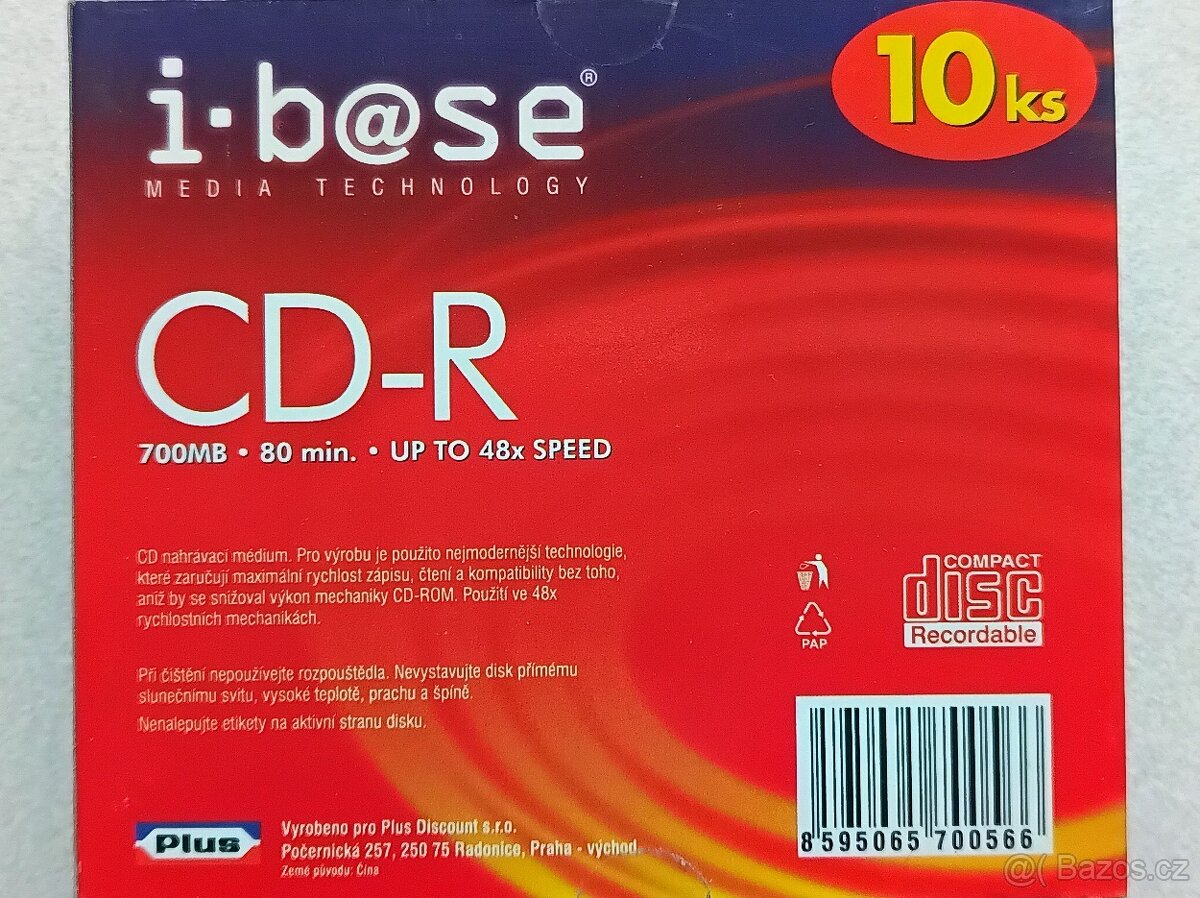 i·b@se®
MEDIA TECHNOLOGY
10 ks
CD-R
700MB • 80 min. • UP TO 48x SPEED
CD nahrávací médium. Pro výrobu je použito nejmodernější technologie,
které zaručují maximální rychlost zápisu, čtení a kompatibility bez toho,
aniž by se snižoval výkon mechaniky CD-ROM. Použití ve 48x
rychlostních mechanikách.
Při čištění nepoužívejte rozpouštědla. Nevystavujte disk přímému
slunečnímu svitu, vysoké teplotě, prachu a špíně.
Nenalepujte etikety na aktivní stranu disku.
PAP
COMPACT
disc
Recordable
8 595065 700566
Plus
Vyrobeno pro Plus Discount s.r.o.
Počernická 257, 250 75 Radonice, Praha - východ
Země původu: Čína
@( Bazos.cz